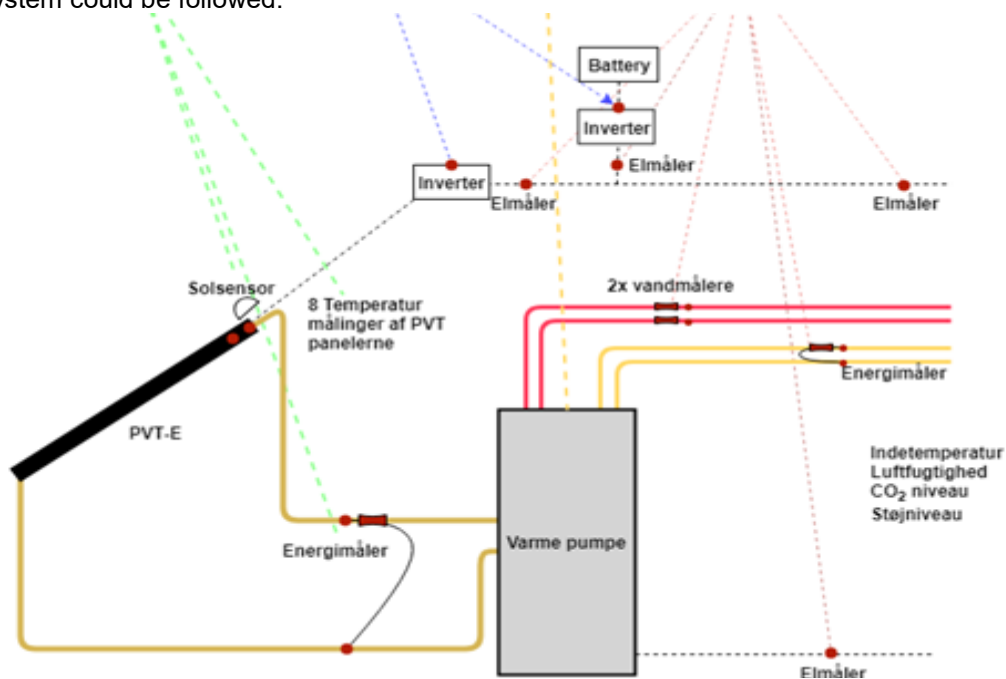 ystem could be followed.
Battery
Inverter
Elmåler
Inverter
Elmåler
Elmåler
Solsensor
8 Temperatur
målinger af PVT
panelerne
2x vandmålere
Energimåler
PVT-E
Indetemperatur
Luftfugtighed
CO₂ niveau
Støjniveau
Energimåler
Varme pumpe
Elmåler